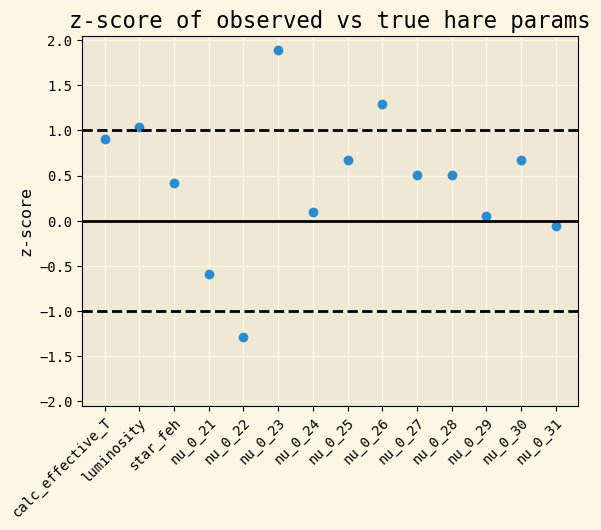 z-score of observed vs true hare params
2.0
1.5
1.0
0.5
0.0
−0.5
−1.0
−1.5
−2.0
z-score
calc_effective_T
luminosity
star_feh
nu_0_21
nu_0_22
nu_0_23
nu_0_24
nu_0_25
nu_0_26
nu_0_27
nu_0_28
nu_0_29
nu_0_30
nu_0_31